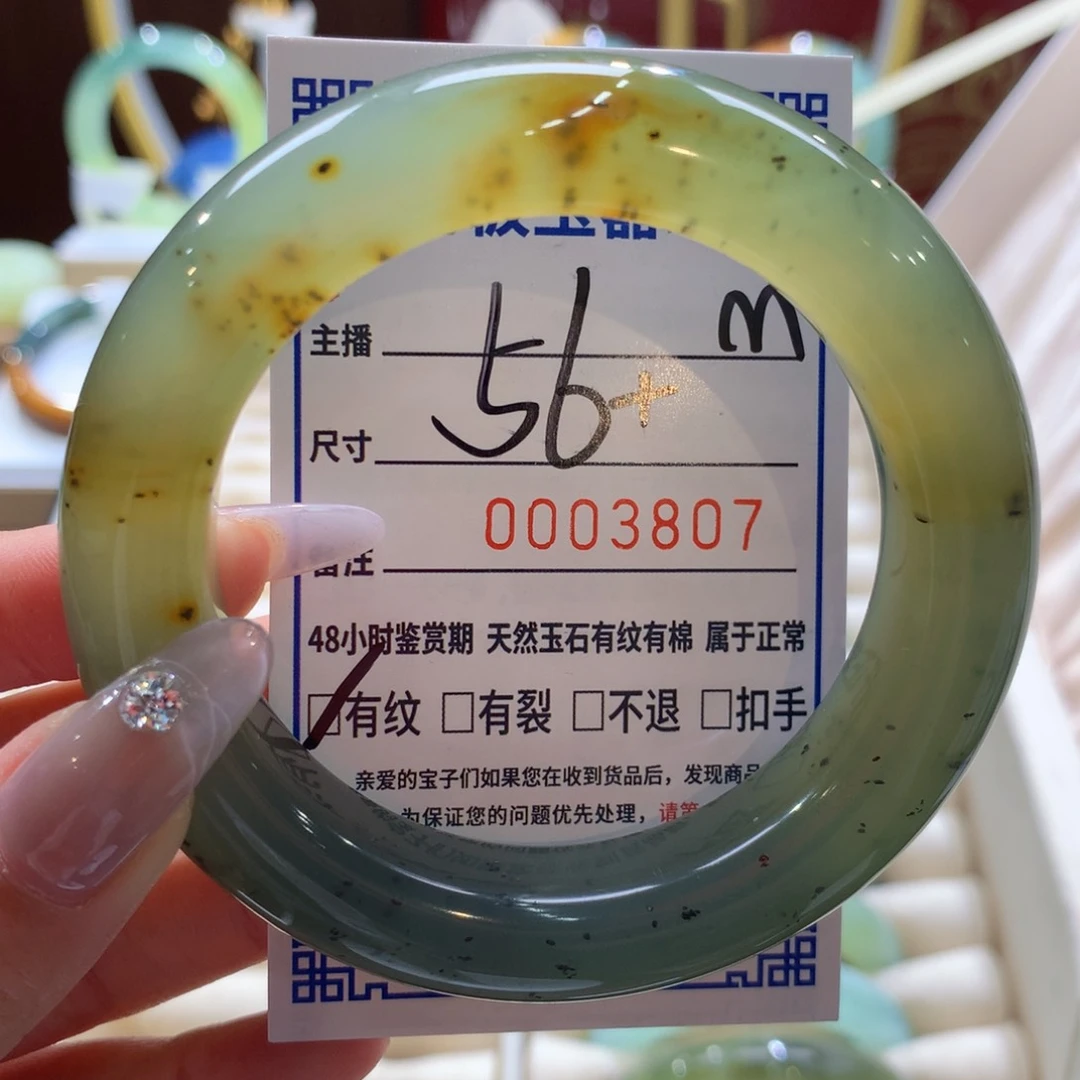 玉器
M
主播
56+
尺寸
0003807
备注
48小时鉴赏期 天然玉石有纹有棉 属于正常
□有纹 □有裂 □不退 □扣手
亲爱的宝子们如果您在收到货品后，发现商品
为保证您的问题优先处理，请第